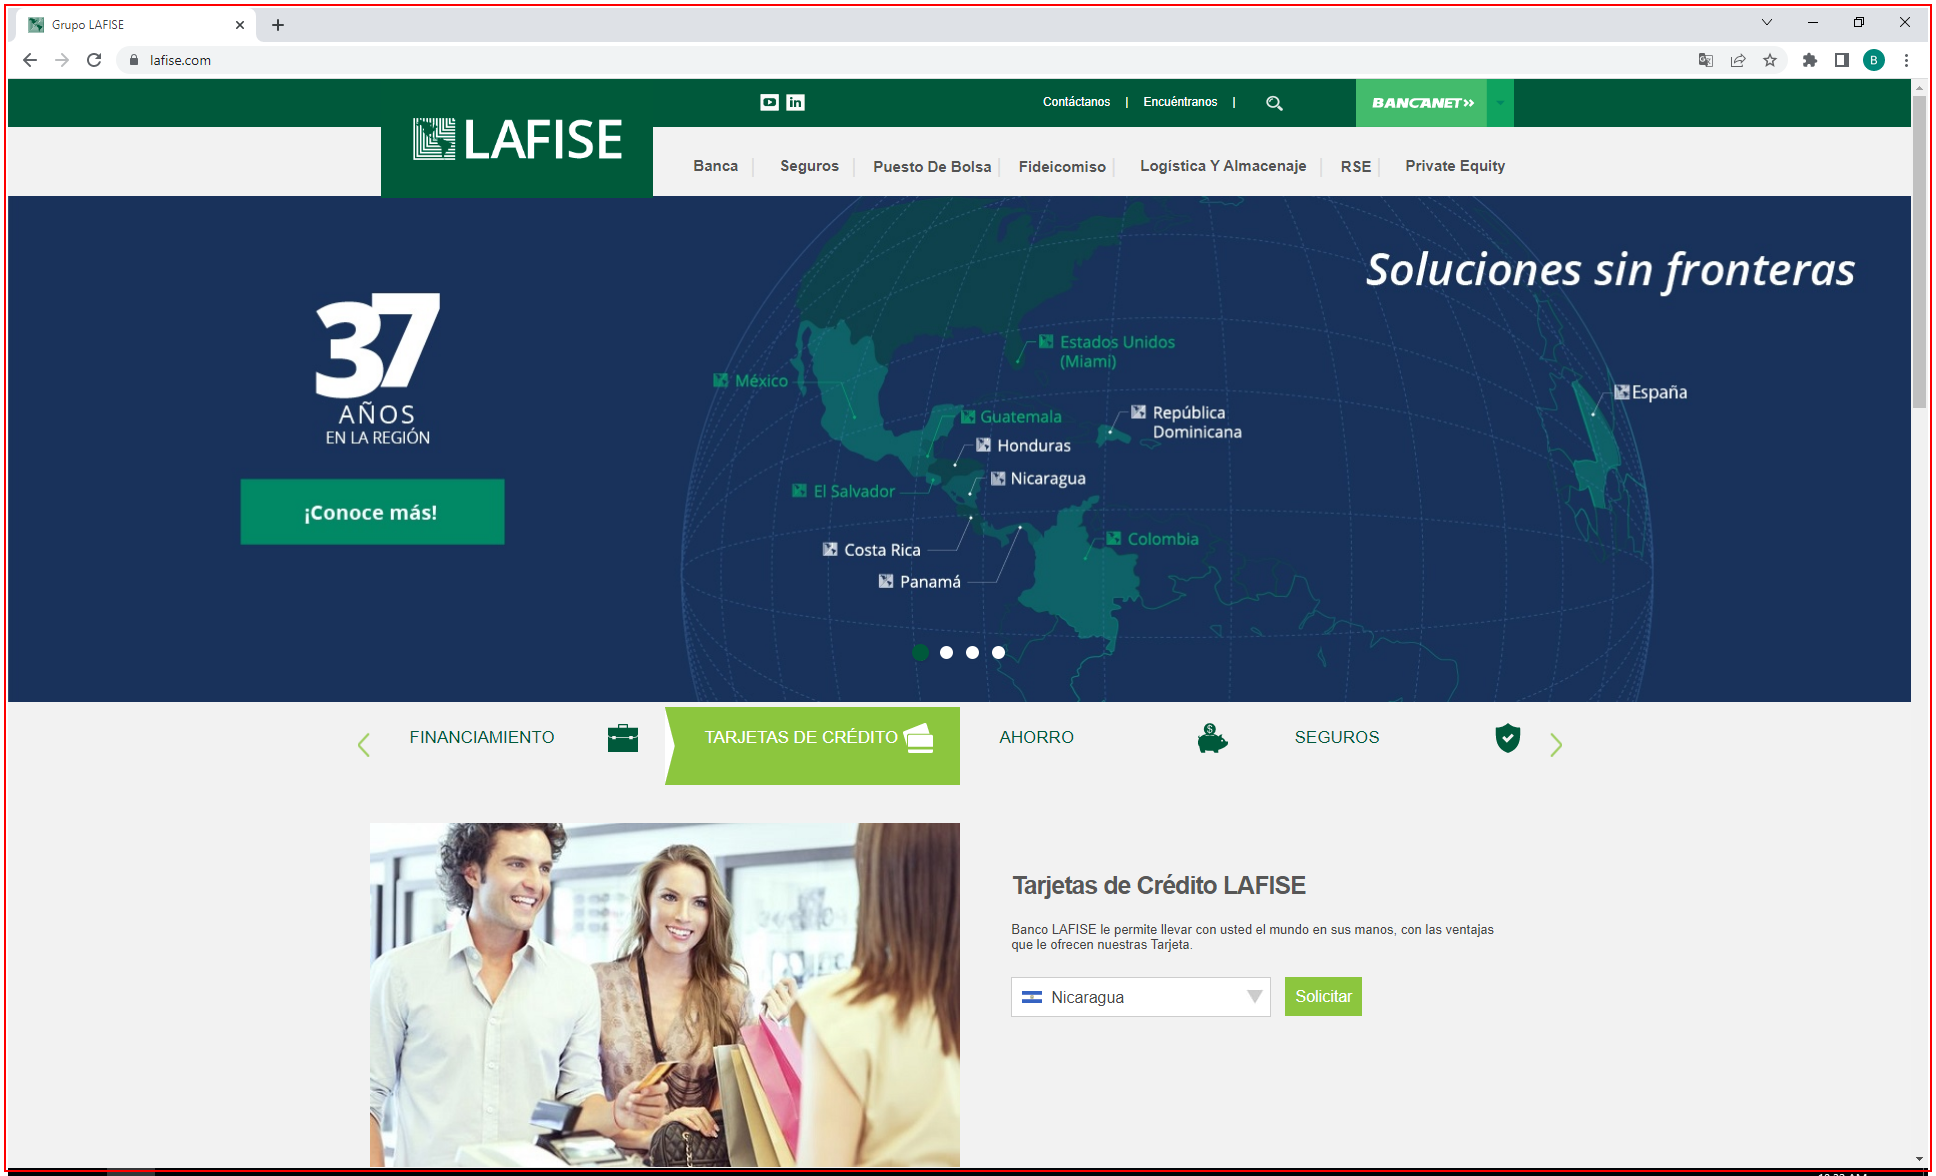 Grupo LAFISE
lafise.com
B
Contáctanos | Encuéntranos |
BANCANET
LAFISE
Banca
Seguros
Puesto De Bolsa
Fideicomiso
Logística Y Almacenaje
RSE
Private Equity
Soluciones sin fronteras
37
AÑOS
EN LA REGIÓN
¡Conoce más!
Estados Unidos
(Miami)
México
España
Guatemala
República
Dominicana
Honduras
Nicaragua
El Salvador
Colombia
Costa Rica
Panamá
FINANCIAMIENTO
TARJETAS DE CRÉDITO
AHORRO
SEGUROS
Tarjetas de Crédito LAFISE
Banco LAFISE le permite llevar con usted el mundo en sus manos, con las ventajas
que le ofrecen nuestras Tarjeta.
Nicaragua
Solicitar